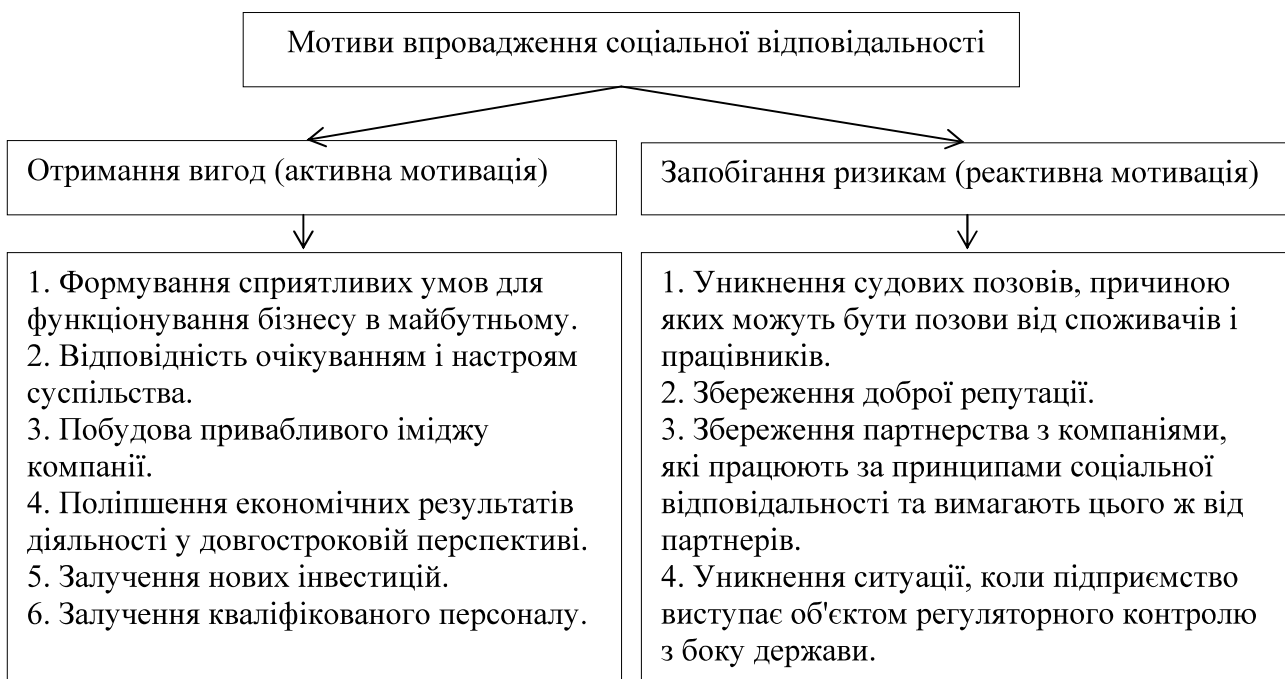 Мотиви впровадження соціальної відповідальності
Отримання вигод (активна мотивація)
Запобігання ризикам (реактивна мотивація)
1. Формування сприятливих умов для
функціонування бізнесу в майбутньому.
2. Відповідність очікуванням і настроям
суспільства.
3. Побудова привабливого іміджу
компанії.
4. Поліпшення економічних результатів
діяльності у довгостроковій перспективі.
5. Залучення нових інвестицій.
6. Залучення кваліфікованого персоналу.
1. Уникнення судових позовів, причиною
яких можуть бути позови від споживачів і
працівників.
2. Збереження доброї репутації.
3. Збереження партнерства з компаніями,
які працюють за принципами соціальної
відповідальності та вимагають цього ж від
партнерів.
4. Уникнення ситуації, коли підприємство
виступає об'єктом регуляторного контролю
з боку держави.